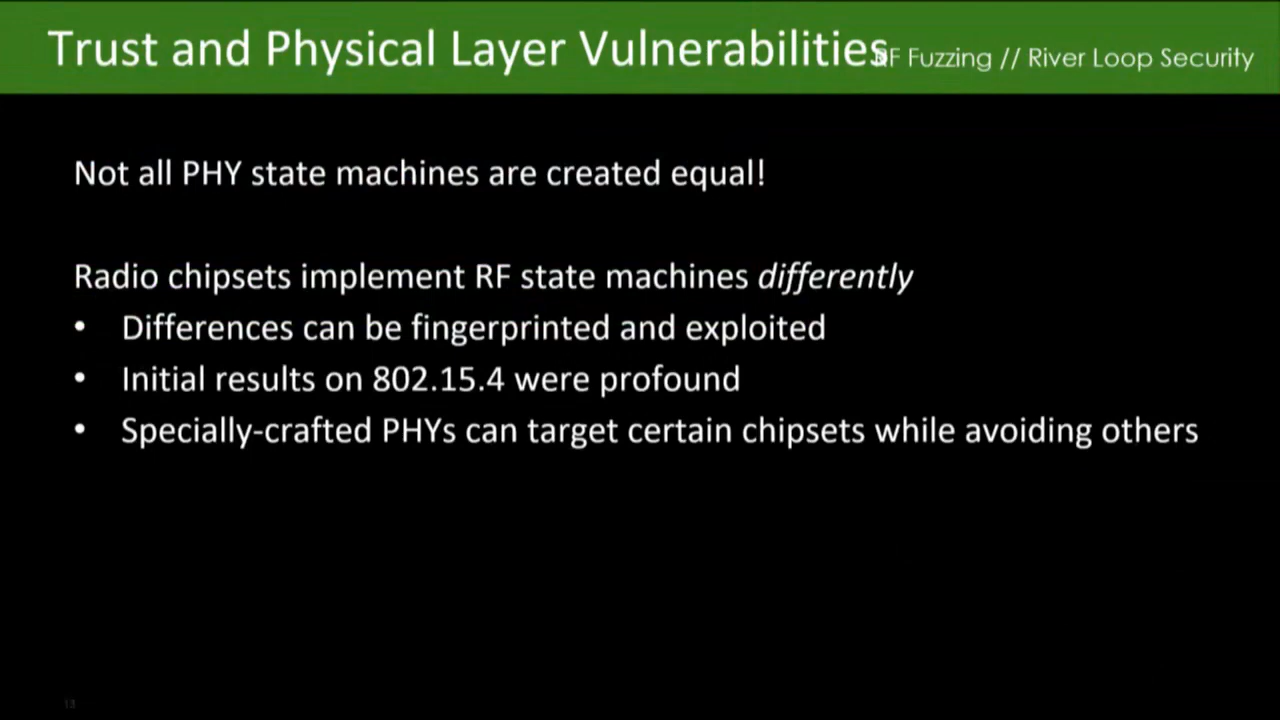 Trust and Physical Layer Vulnerabilities
RF Fuzzing // River Loop Security
Not all PHY state machines are created equal!
Radio chipsets implement RF state machines differently
• Differences can be fingerprinted and exploited
• Initial results on 802.15.4 were profound
• Specially-crafted PHYs can target certain chipsets while avoiding others
13